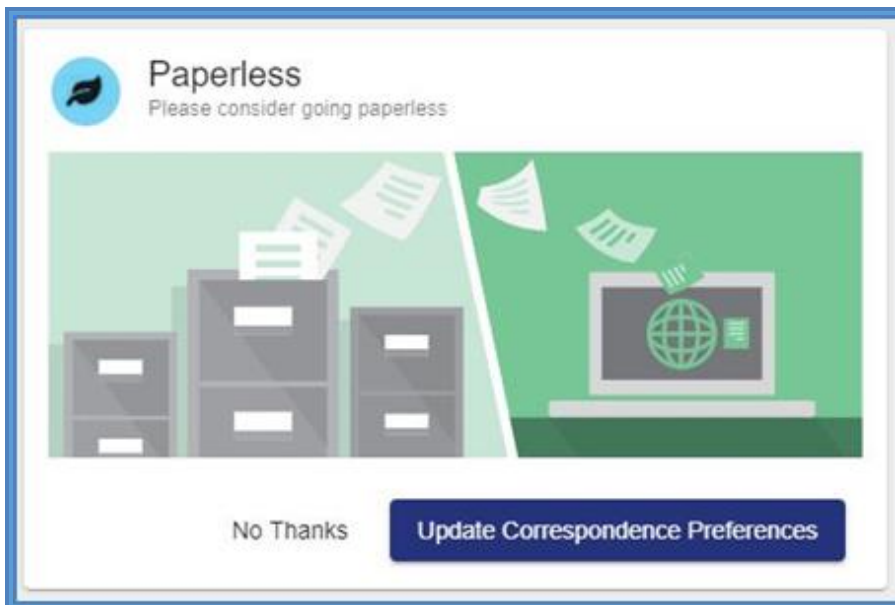 Paperless
Please consider going paperless
No Thanks
Update Correspondence Preferences